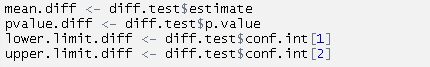 mean.diff <- diff.test$estimate
pvalue.diff <- diff.test$p.value
lower.limit.diff <- diff.test$conf.int[1]
upper.limit.diff <- diff.test$conf.int[2]